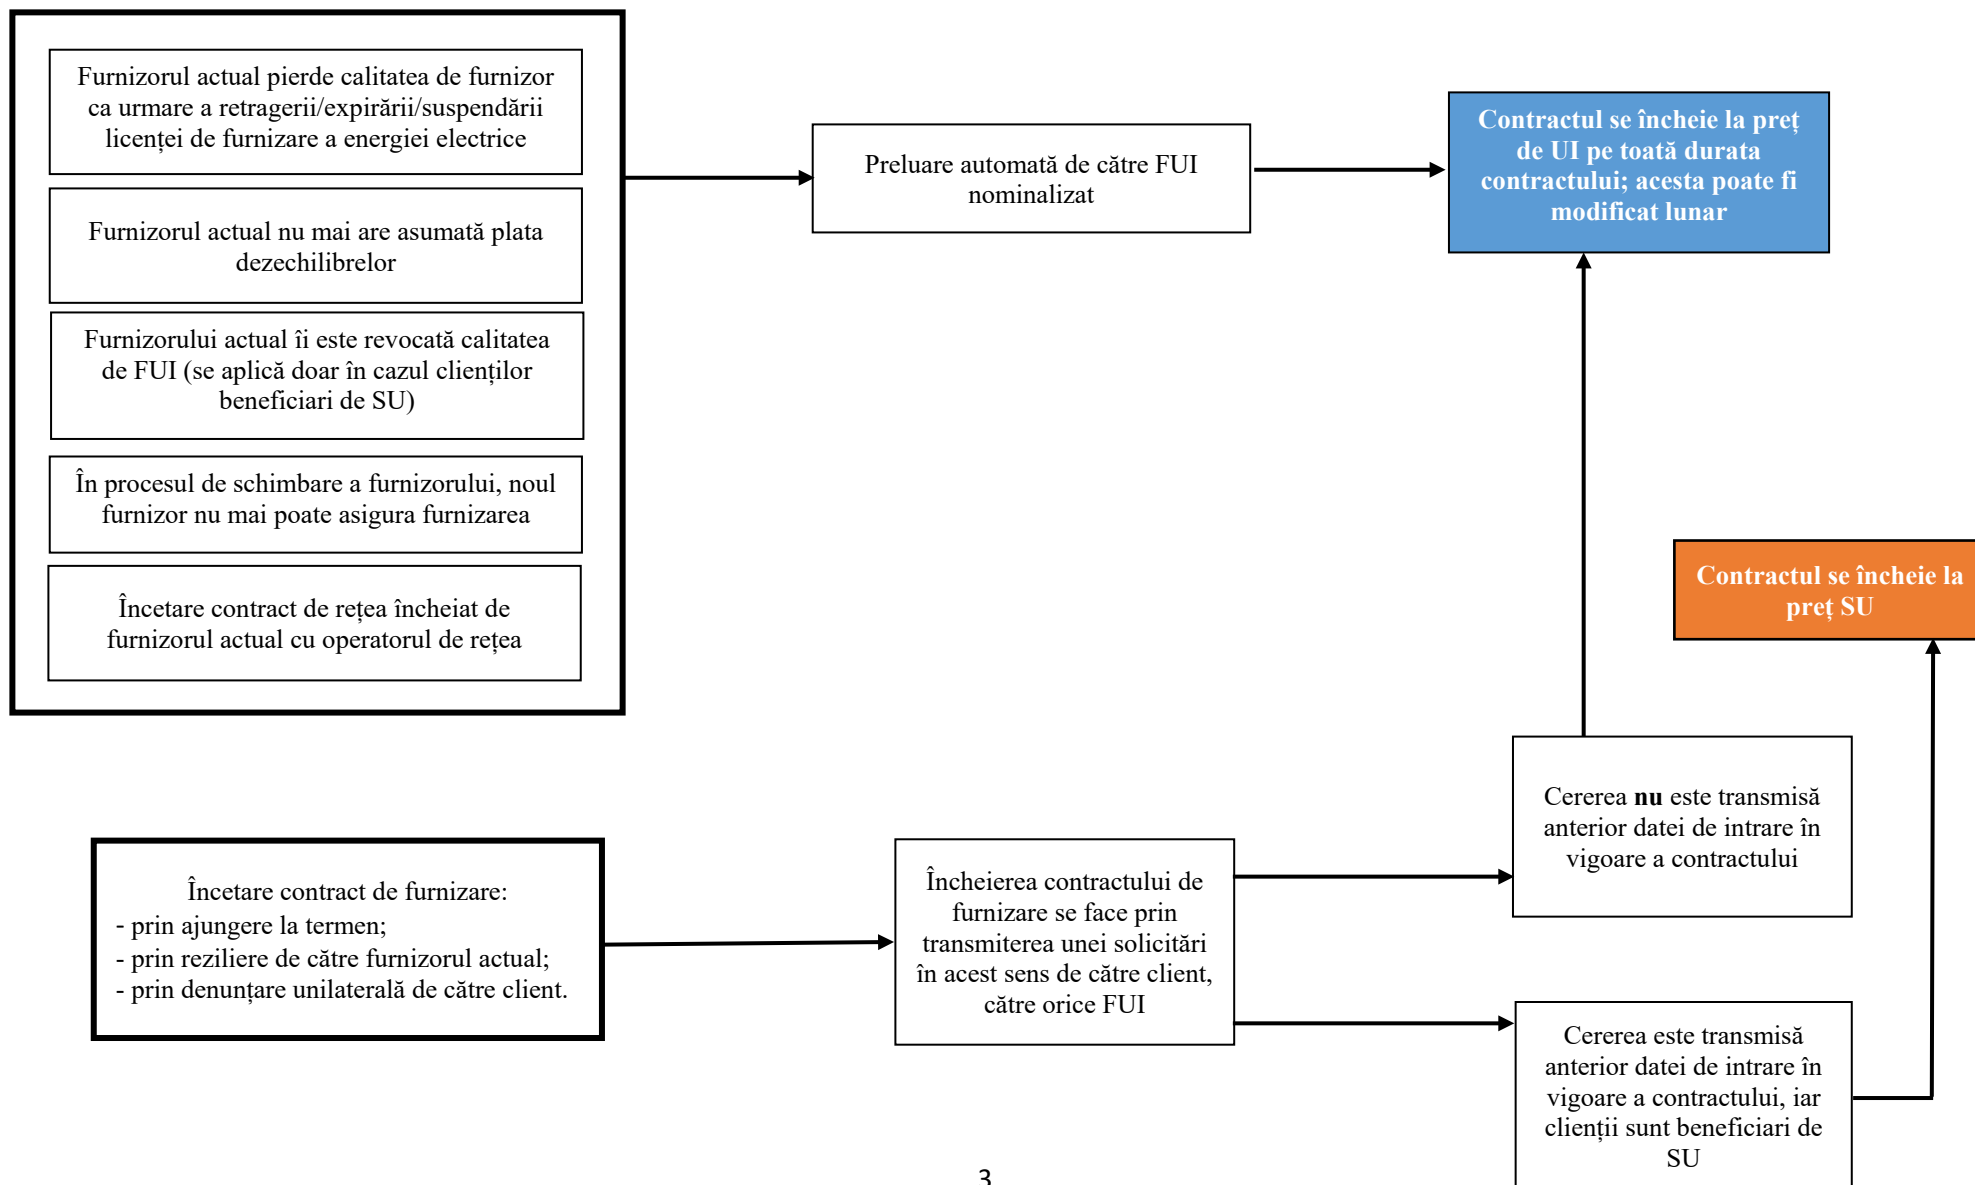 Furnizorul actual pierde calitatea de furnizor
ca urmare a retragerii/expirării/suspendării
licenței de furnizare a energiei electrice
Furnizorul actual nu mai are asumată plata
dezechilibrelor
Furnizorului actual îi este revocată calitatea
de FUI (se aplică doar în cazul clienților
beneficiari de SU)
În procesul de schimbare a furnizorului, noul
furnizor nu mai poate asigura furnizarea
Încetare contract de rețea încheiat de
furnizorul actual cu operatorul de rețea
Preluare automată de către FUI
nominalizat
Contractul se încheie la preț
de UI pe toată durata
contractului; acesta poate fi
modificat lunar
Contractul se încheie la
preț SU
Încetare contract de furnizare:
- prin ajungere la termen;
- prin reziliere de către furnizorul actual;
- prin denunțare unilaterală de către client.
Încheierea contractului de
furnizare se face prin
transmiterea unei solicitări
în acest sens de către client,
către orice FUI
Cererea nu este transmisă
anterior datei de intrare în
vigoare a contractului
Cererea este transmisă
anterior datei de intrare în
vigoare a contractului, iar
clienții sunt beneficiari de
SU
3